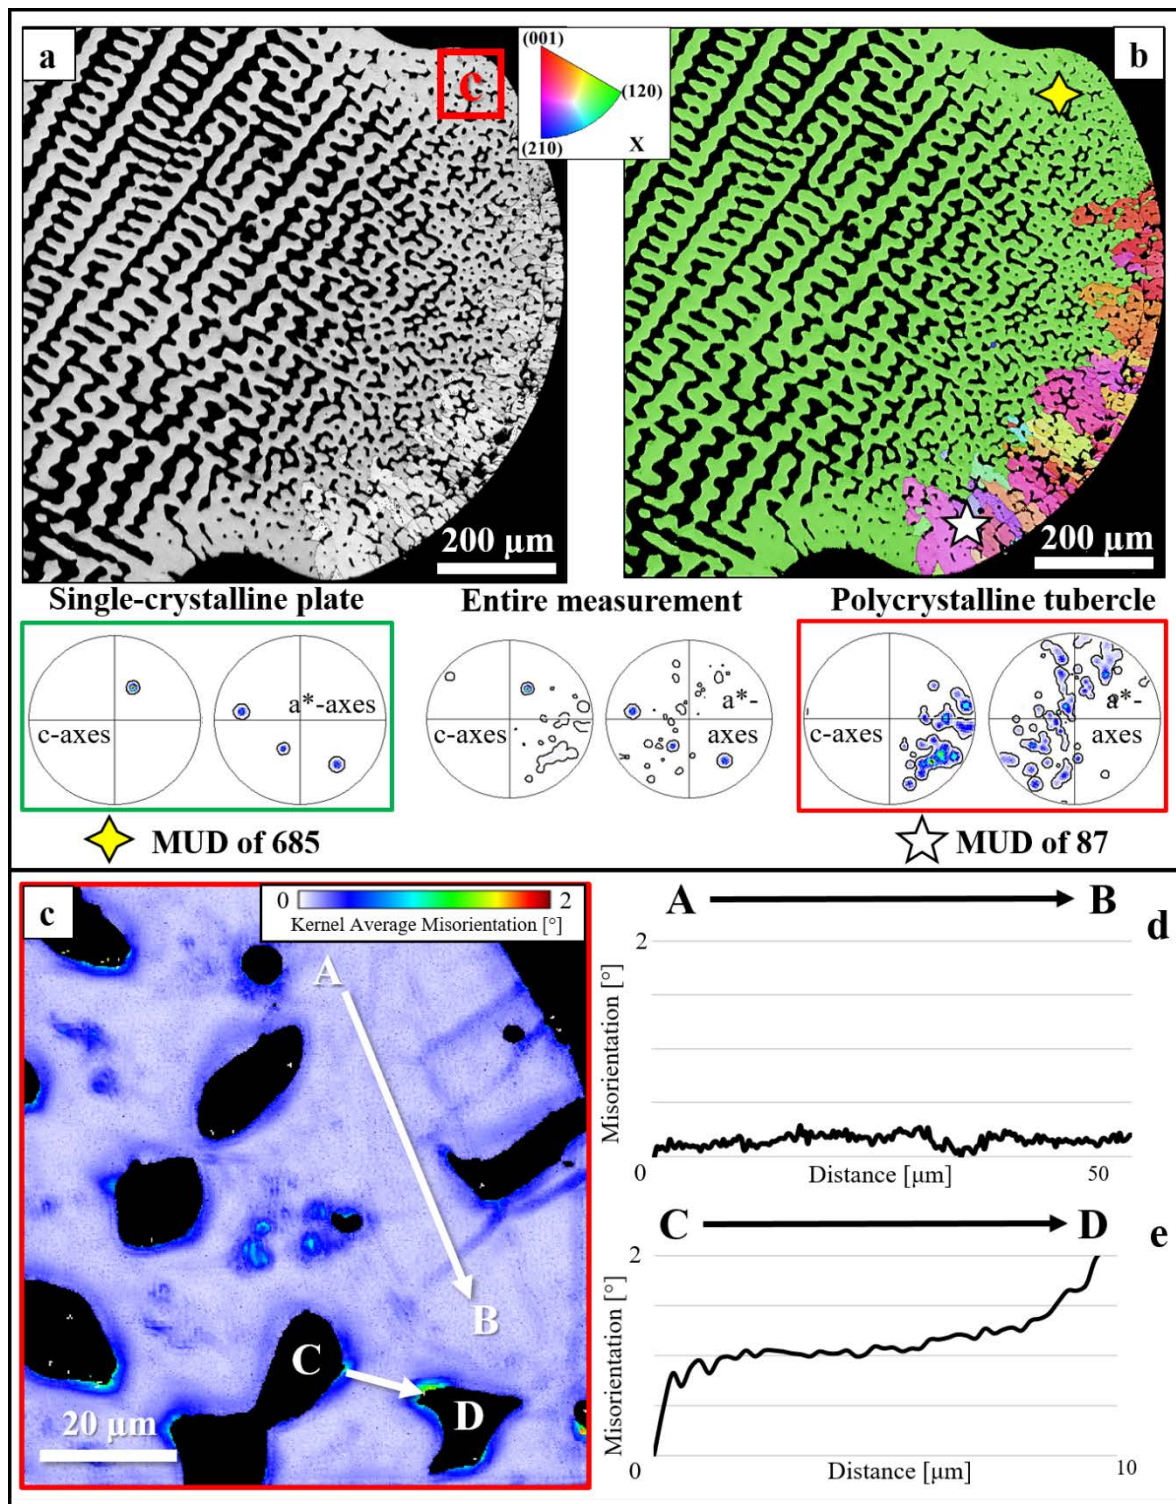 a
c
(001)
(120)
(210)
X
b
200 µm
200 µm
Single-crystalline plate
Entire measurement
Polycrystalline tubercle
c-axes
a*-axes
c-axes
a*-
axes
c-axes
a*-
axes
MUD of 685
MUD of 87
c
0
2
Kernel Average Misorientation [°]
A
B
C
D
20 µm
A
B
d
2
Misorientation [°]
0
Distance [µm]
50
C
D
e
2
Misorientation [°]
0
Distance [µm]
10